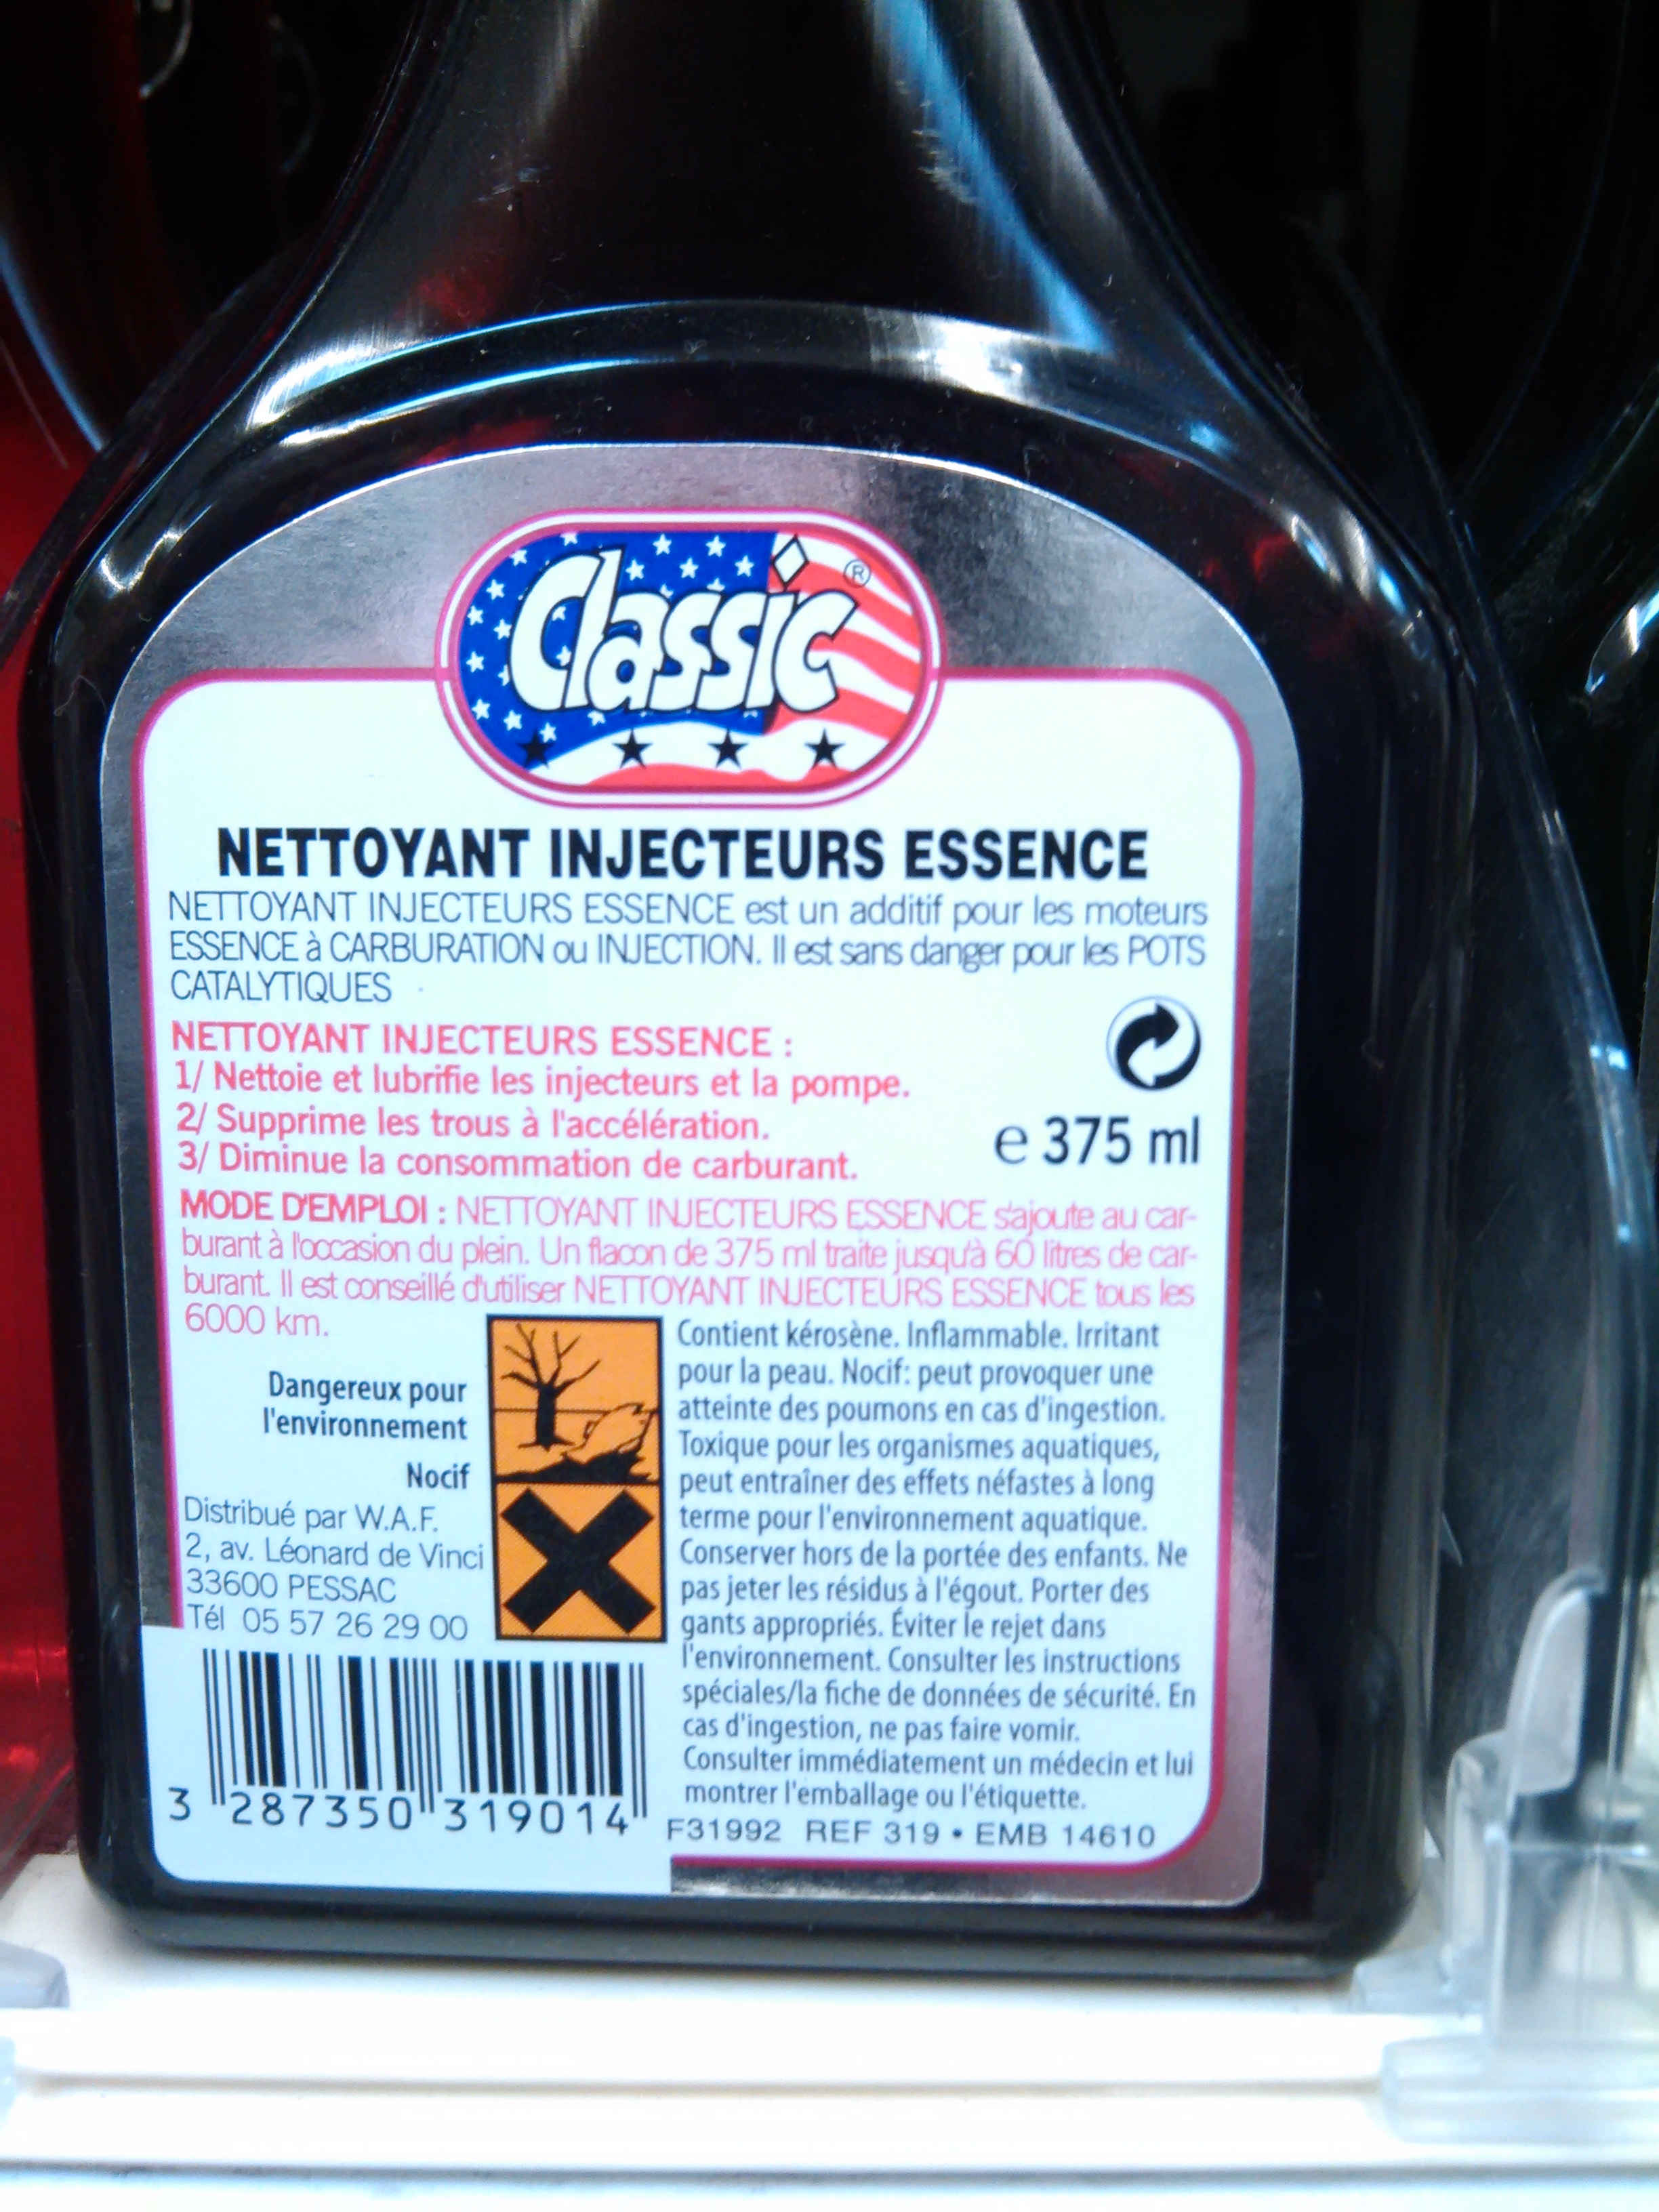 Classic ®
NETTOYANT INJECTEURS ESSENCE
NETTOYANT INJECTEURS ESSENCE est un additif pour les moteurs
ESSENCE à CARBURATION ou INJECTION. Il est sans danger pour les POTS
CATALYTIQUES
NETTOYANT INJECTEURS ESSENCE :
1/ Nettoie et lubrifie les injecteurs et la pompe.
2/ Supprime les trous à l'accélération.
3/ Diminue la consommation de carburant.
e 375 ml
MODE D'EMPLOI : NETTOYANT INJECTEURS ESSENCE s'ajoute au car-
burant à l'occasion du plein. Un flacon de 375 ml traite jusqu'à 60 litres de car-
burant. Il est conseillé d'utiliser NETTOYANT INJECTEURS ESSENCE tous les
6000 km.
Dangereux pour
l'environnement
Nocif
Distribué par W.A.F.
2, av. Léonard de Vinci
33600 PESSAC
Tél 05 57 26 29 00
3 287350 319014
Contient kérosène. Inflammable. Irritant
pour la peau. Nocif: peut provoquer une
atteinte des poumons en cas d'ingestion.
Toxique pour les organismes aquatiques,
peut entraîner des effets néfastes à long
terme pour l'environnement aquatique.
Conserver hors de la portée des enfants. Ne
pas jeter les résidus à l'égout. Porter des
gants appropriés. Éviter le rejet dans
l'environnement. Consulter les instructions
spéciales/la fiche de données de sécurité. En
cas d'ingestion, ne pas faire vomir.
Consulter immédiatement un médecin et lui
montrer l'emballage ou l'étiquette.
F31992 REF 319 • EMB 14610